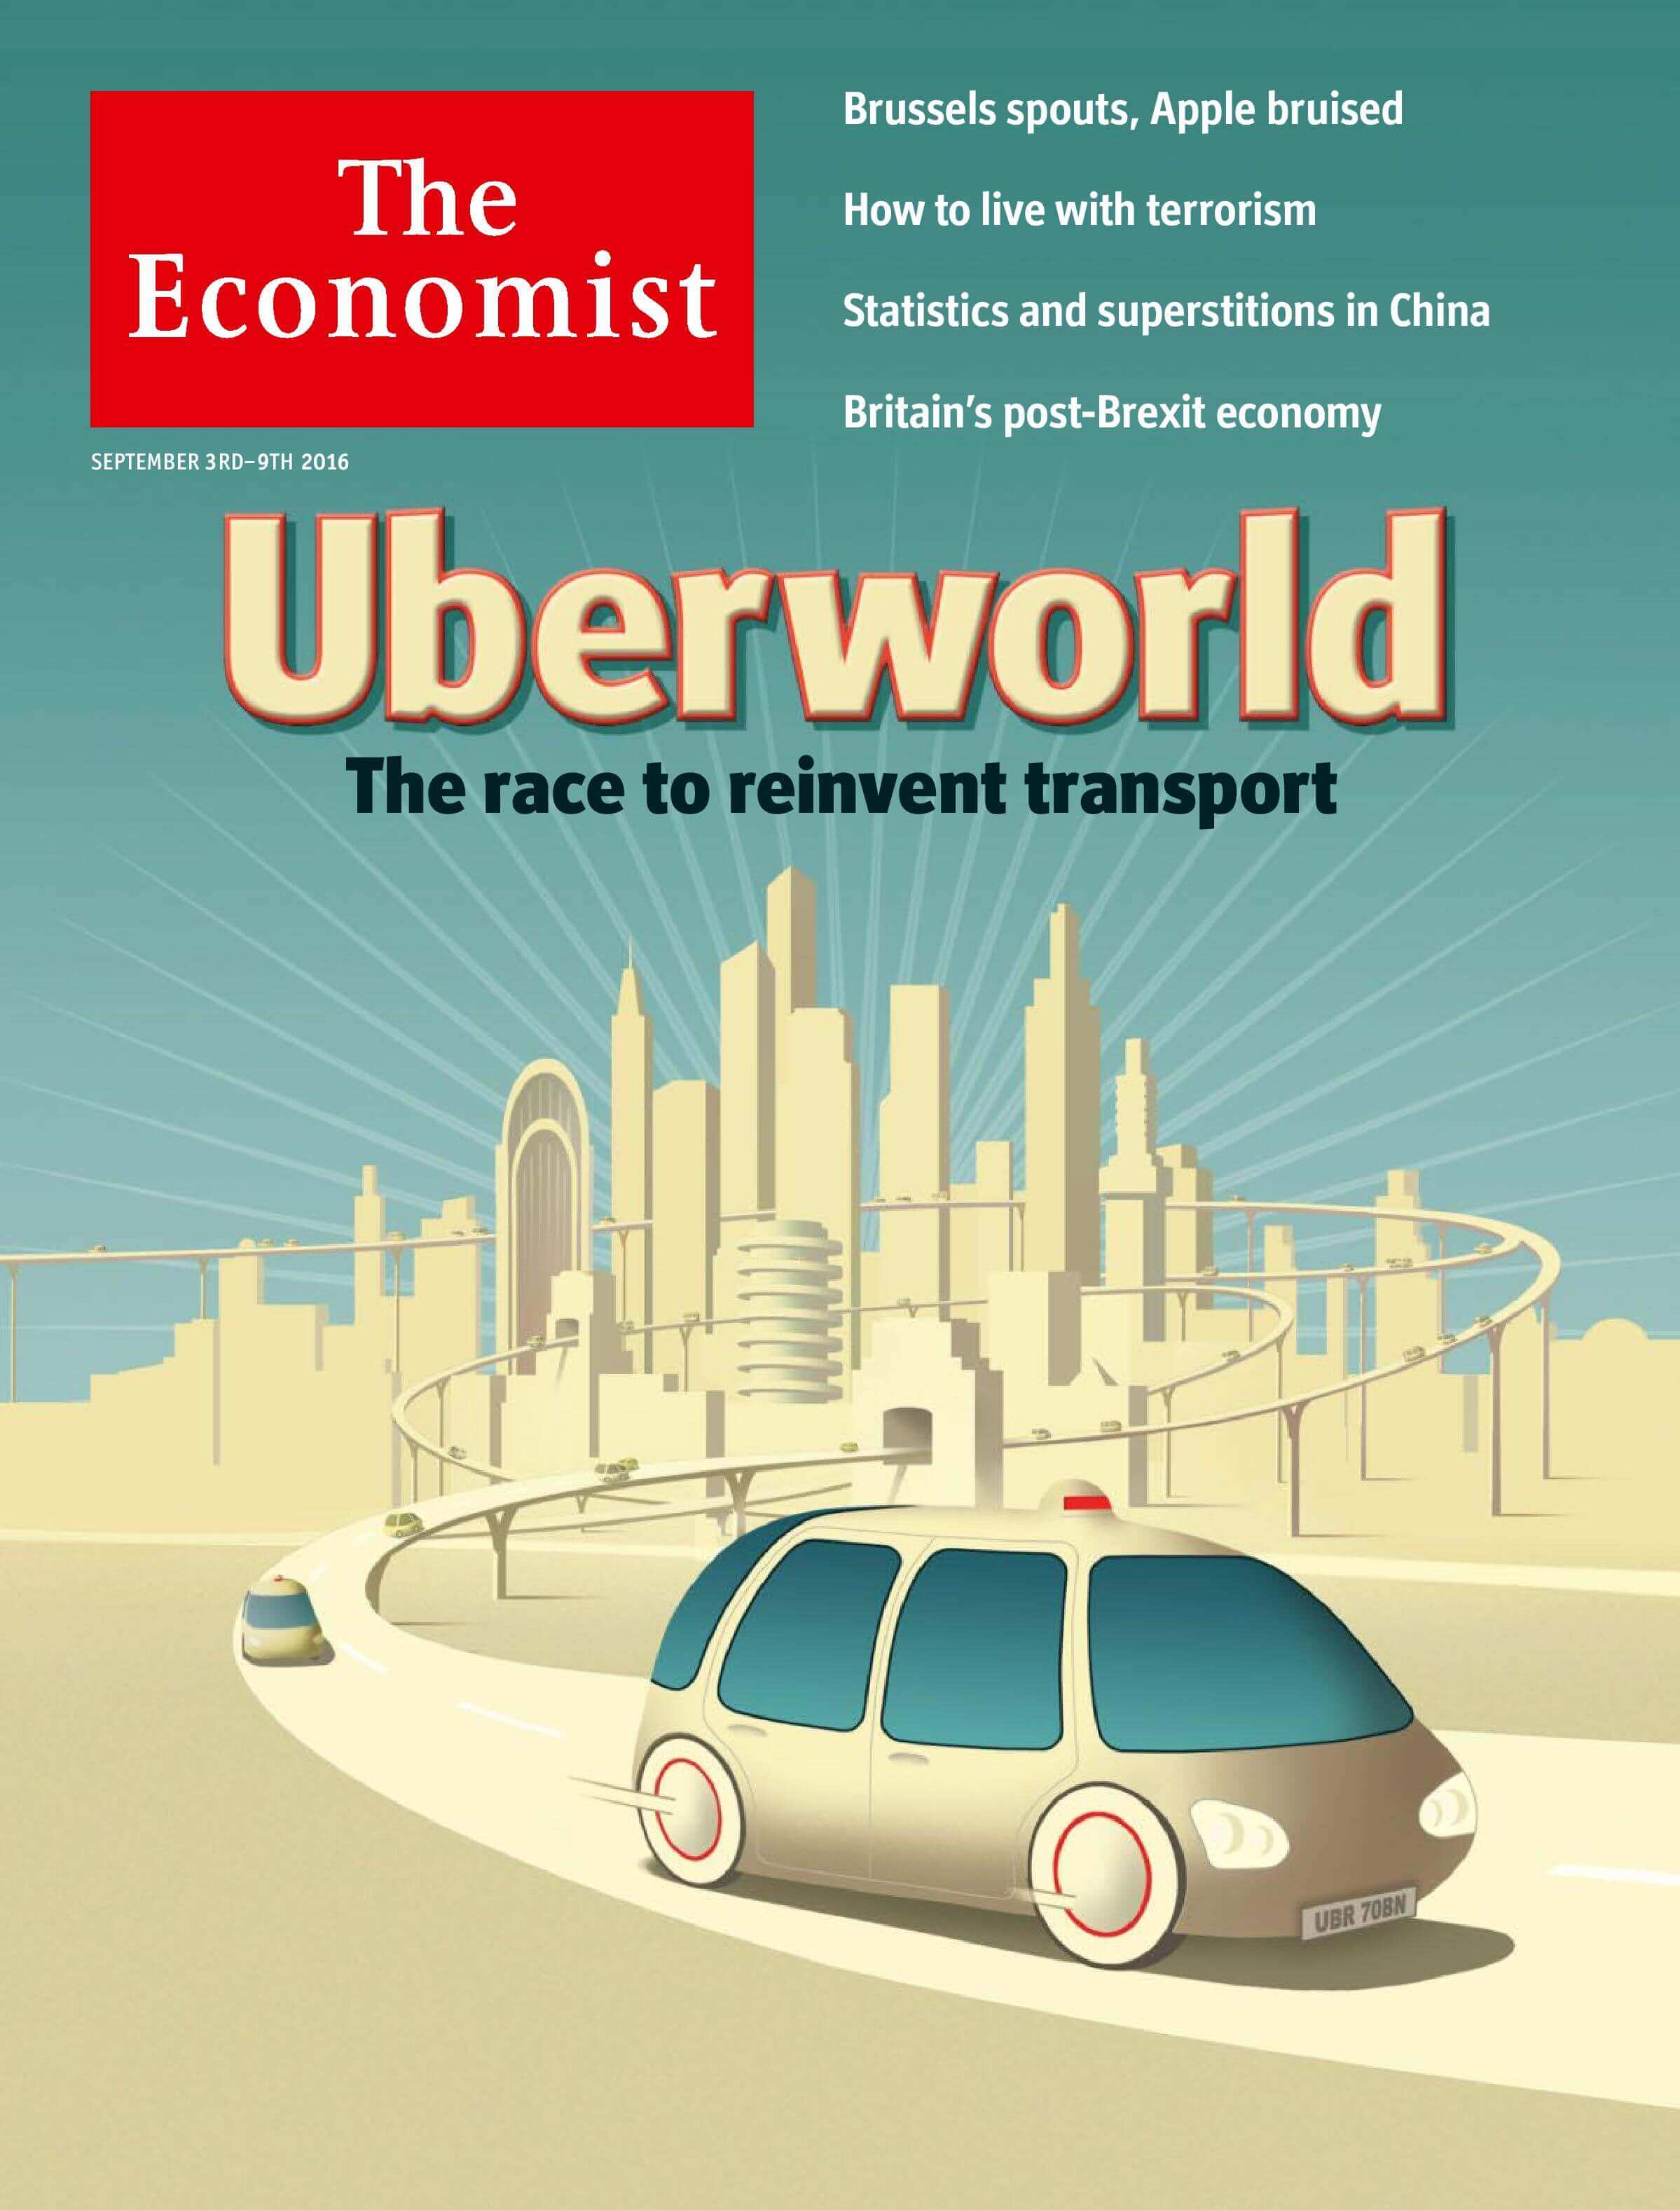 The
Economist
Brussels spouts, Apple bruised
How to live with terrorism
Statistics and superstitions in China
Britain's post-Brexit economy
SEPTEMBER 3RD–9TH 2016
Uberworld
The race to reinvent transport
UBR 70BN